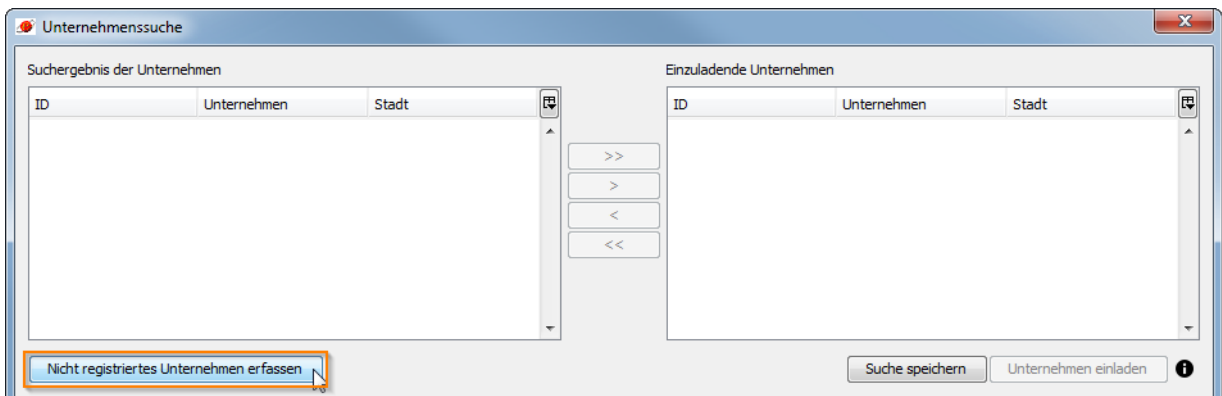 Unternehmenssuche
Suchergebnis der Unternehmen Einzuladende Unternehmen
ID Unternehmen Stadt ID Unternehmen Stadt
>>
>
<
<<
Nicht registriertes Unternehmen erfassen Suche speichern Unternehmen einladen